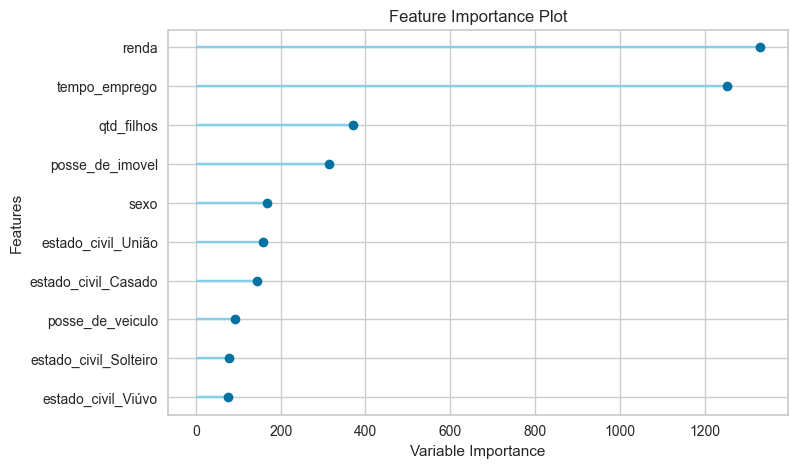 Feature Importance Plot
Features
renda
tempo_emprego
qtd_filhos
posse_de_imovel
sexo
estado_civil_União
estado_civil_Casado
posse_de_veiculo
estado_civil_Solteiro
estado_civil_Viúvo
0 200 400 600 800 1000 1200
Variable Importance